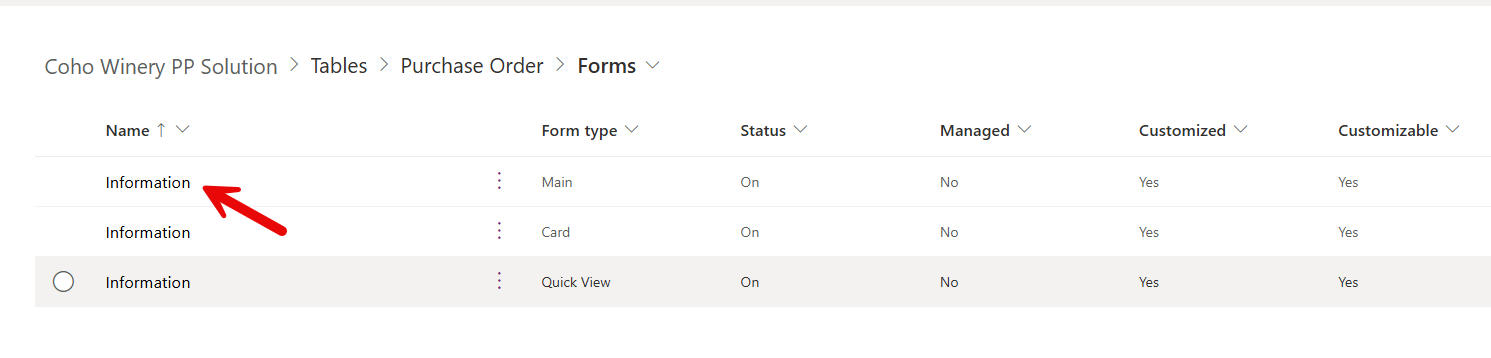 Coho Winery PP Solution > Tables > Purchase Order > Forms
Name ↑ Form type Status Managed Customized Customizable
Information Main On No Yes Yes
Information Card On No Yes Yes
Information Quick View On No Yes Yes